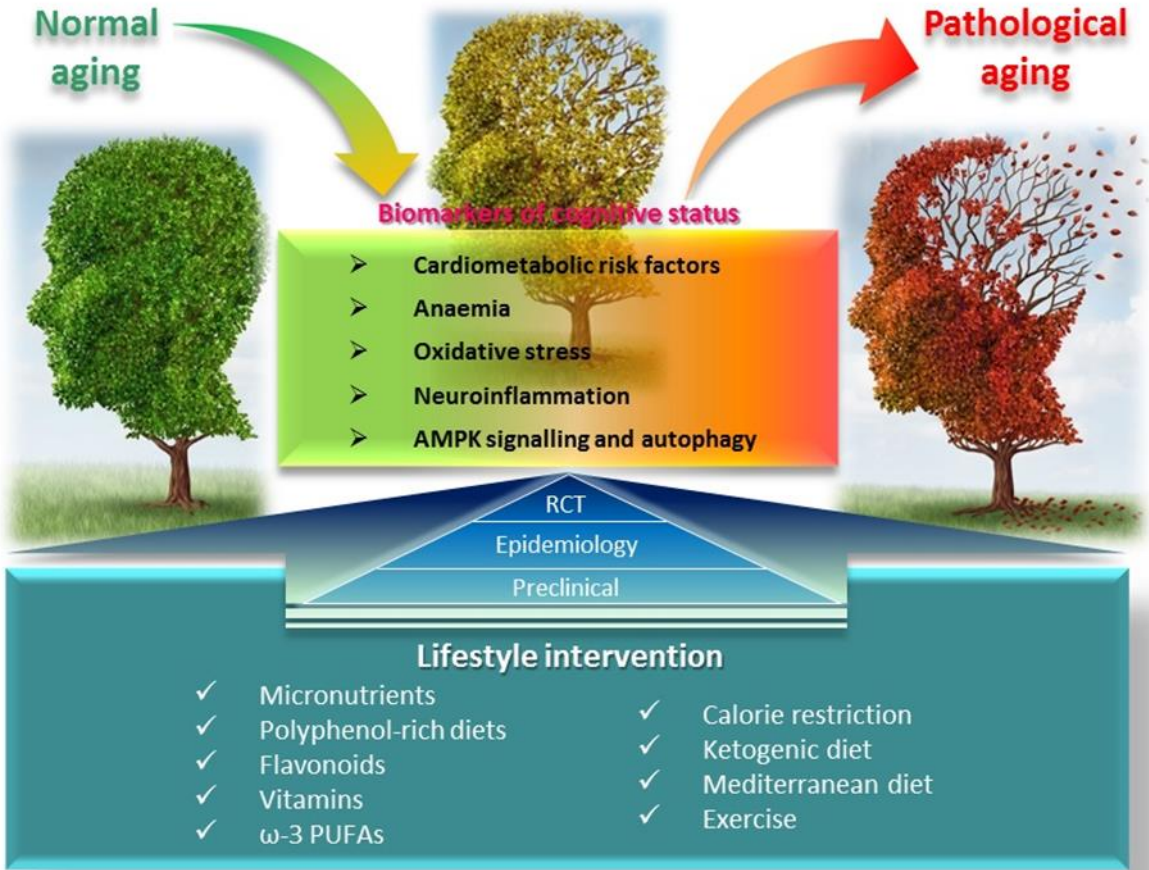 Normal
aging
Pathological
aging
Biomarkers of cognitive status
➢ Cardiometabolic risk factors
➢ Anaemia
➢ Oxidative stress
➢ Neuroinflammation
➢ AMPK signalling and autophagy
RCT
Epidemiology
Preclinical
Lifestyle intervention
✓ Micronutrients
✓ Polyphenol-rich diets
✓ Flavonoids
✓ Vitamins
✓ ω-3 PUFAs
✓ Calorie restriction
✓ Ketogenic diet
✓ Mediterranean diet
✓ Exercise